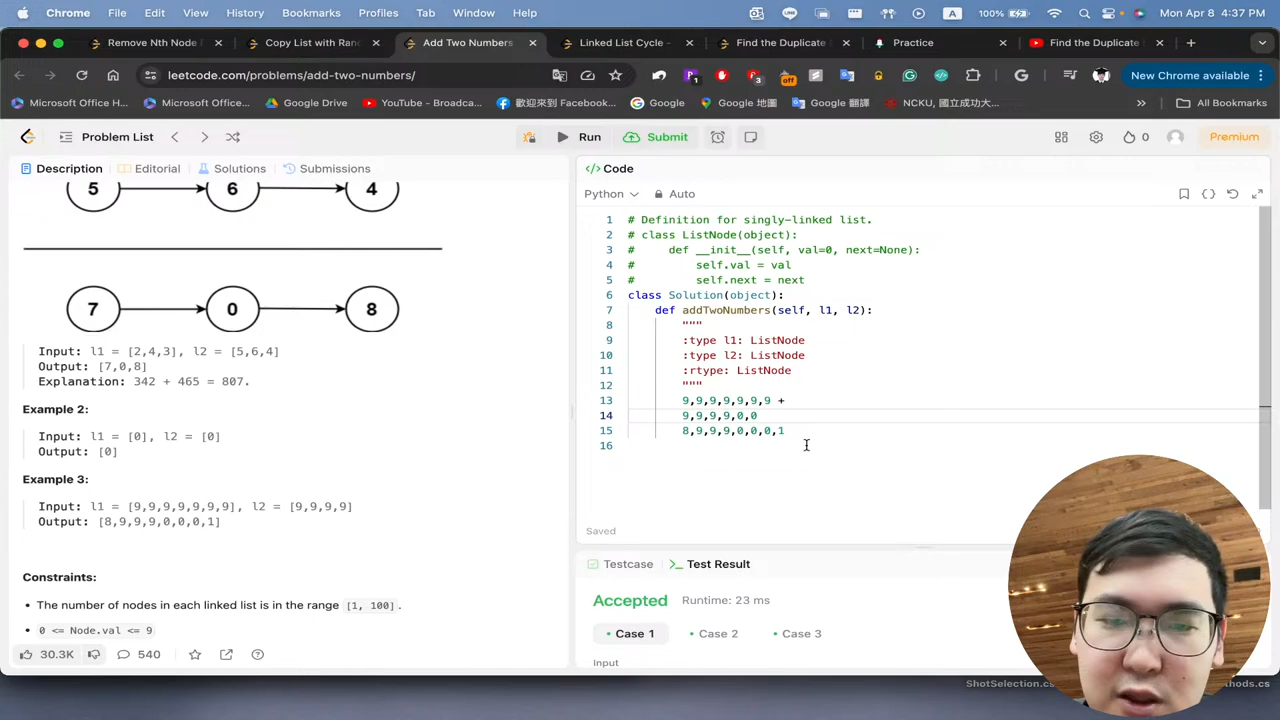 Chrome File Edit View History Bookmarks Profiles Tab Window Help 100% A Mon Apr 8 4:37 PM
Remove Nth Node Copy List with Ran Add Two Numbers Linked List Cycle - Find the Duplicate Practice Find the Duplicate
leetcode.com/problems/add-two-numbers/ 1 3 off New Chrome available
Microsoft Office H... Microsoft Office... Google Drive YouTube – Broadca... 歡迎來到 Facebook... Google Google 地圖 Google 翻譯 NCKU, 國立成功大... » All Bookmarks
Problem List Run Submit 0 Premium
Description Editorial Solutions Submissions
5 6 4
7 0 8
Input: l1 = [2,4,3], l2 = [5,6,4]
Output: [7,0,8]
Explanation: 342 + 465 = 807.
Example 2:
Input: l1 = [0], l2 = [0]
Output: [0]
Example 3:
Input: l1 = [9,9,9,9,9,9,9], l2 = [9,9,9,9]
Output: [8,9,9,9,0,0,0,1]
Constraints:
• The number of nodes in each linked list is in the range [1, 100].
• 0 <= Node.val <= 9
30.3K 540
</> Code
Python Auto
1 # Definition for singly-linked list.
2 # class ListNode(object):
3 #     def __init__(self, val=0, next=None):
4 #         self.val = val
5 #         self.next = next
6 class Solution(object):
7     def addTwoNumbers(self, l1, l2):
8         """
9         :type l1: ListNode
10         :type l2: ListNode
11         :rtype: ListNode
12         """
13         9,9,9,9,9,9,9 +
14         9,9,9,9,0,0
15         8,9,9,9,0,0,0,1
16
Saved
Testcase Test Result
Accepted Runtime: 23 ms
• Case 1 • Case 2 • Case 3
Input
ShotSelection.cs